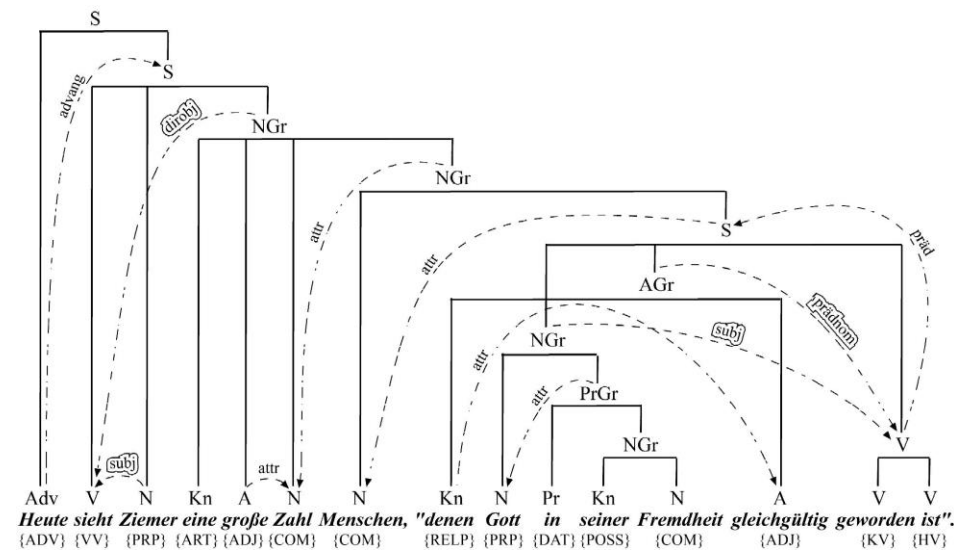 S
S
advang
dirobj
NGr
NGr
attr
S
attr
präd
AGr
prädnom
NGr
subj
attr
PrGr
attr
NGr
V
subj
attr
Adv V N Kn A N N Kn N Pr Kn N A V V
Heute sieht Ziemer eine große Zahl Menschen, "denen Gott in seiner Fremdheit gleichgültig geworden ist".
{ADV} {VV} {PRP} {ART} {ADJ} {COM} {COM} {RELP} {PRP} {DAT} {POSS} {COM} {ADJ} {KV} {HV}